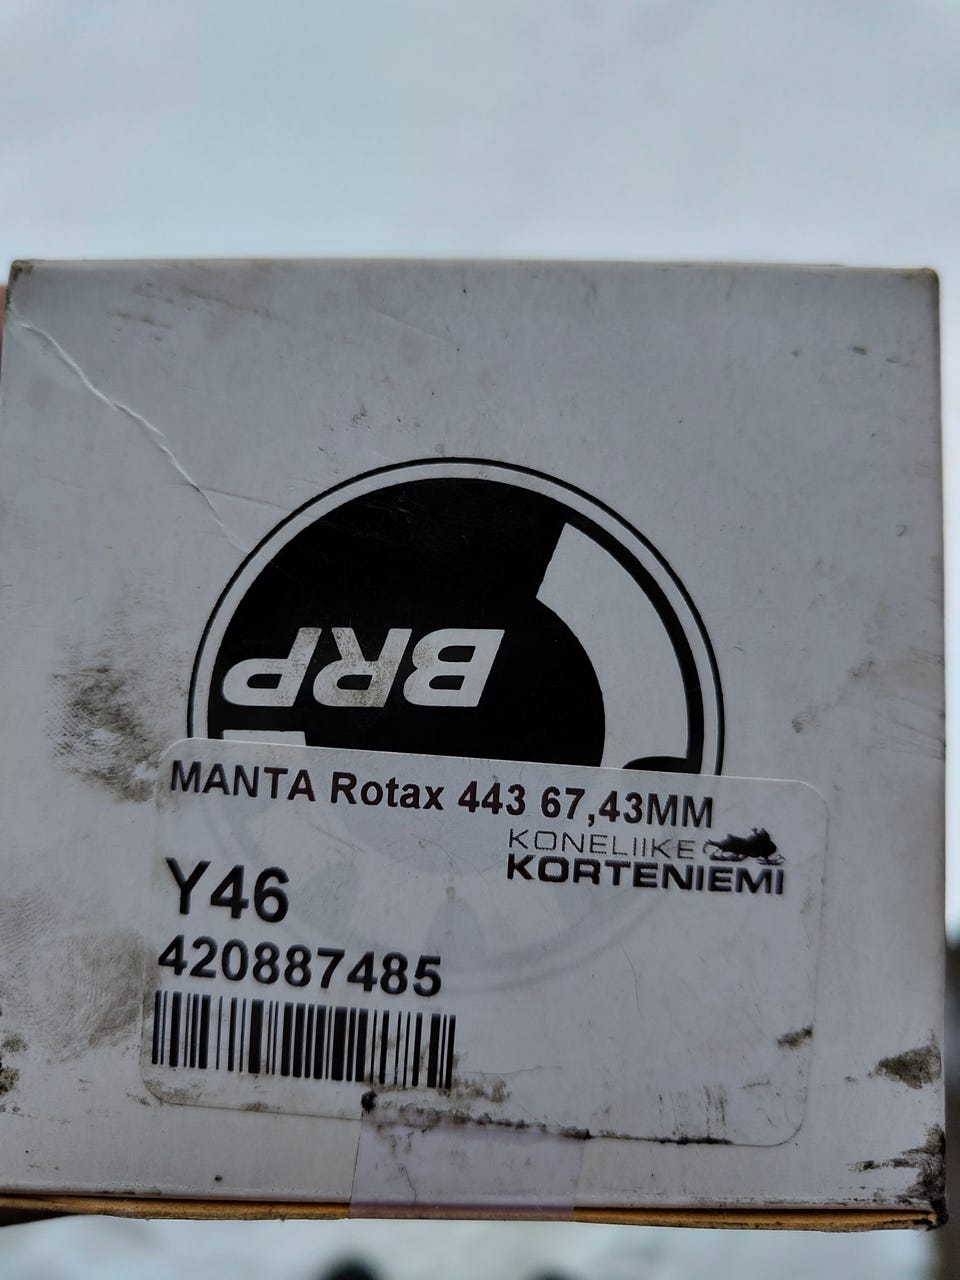 BRP
MANTA Rotax 443 67,43MM
KONELIIKE
KORTENIEMI
Y46
420887485